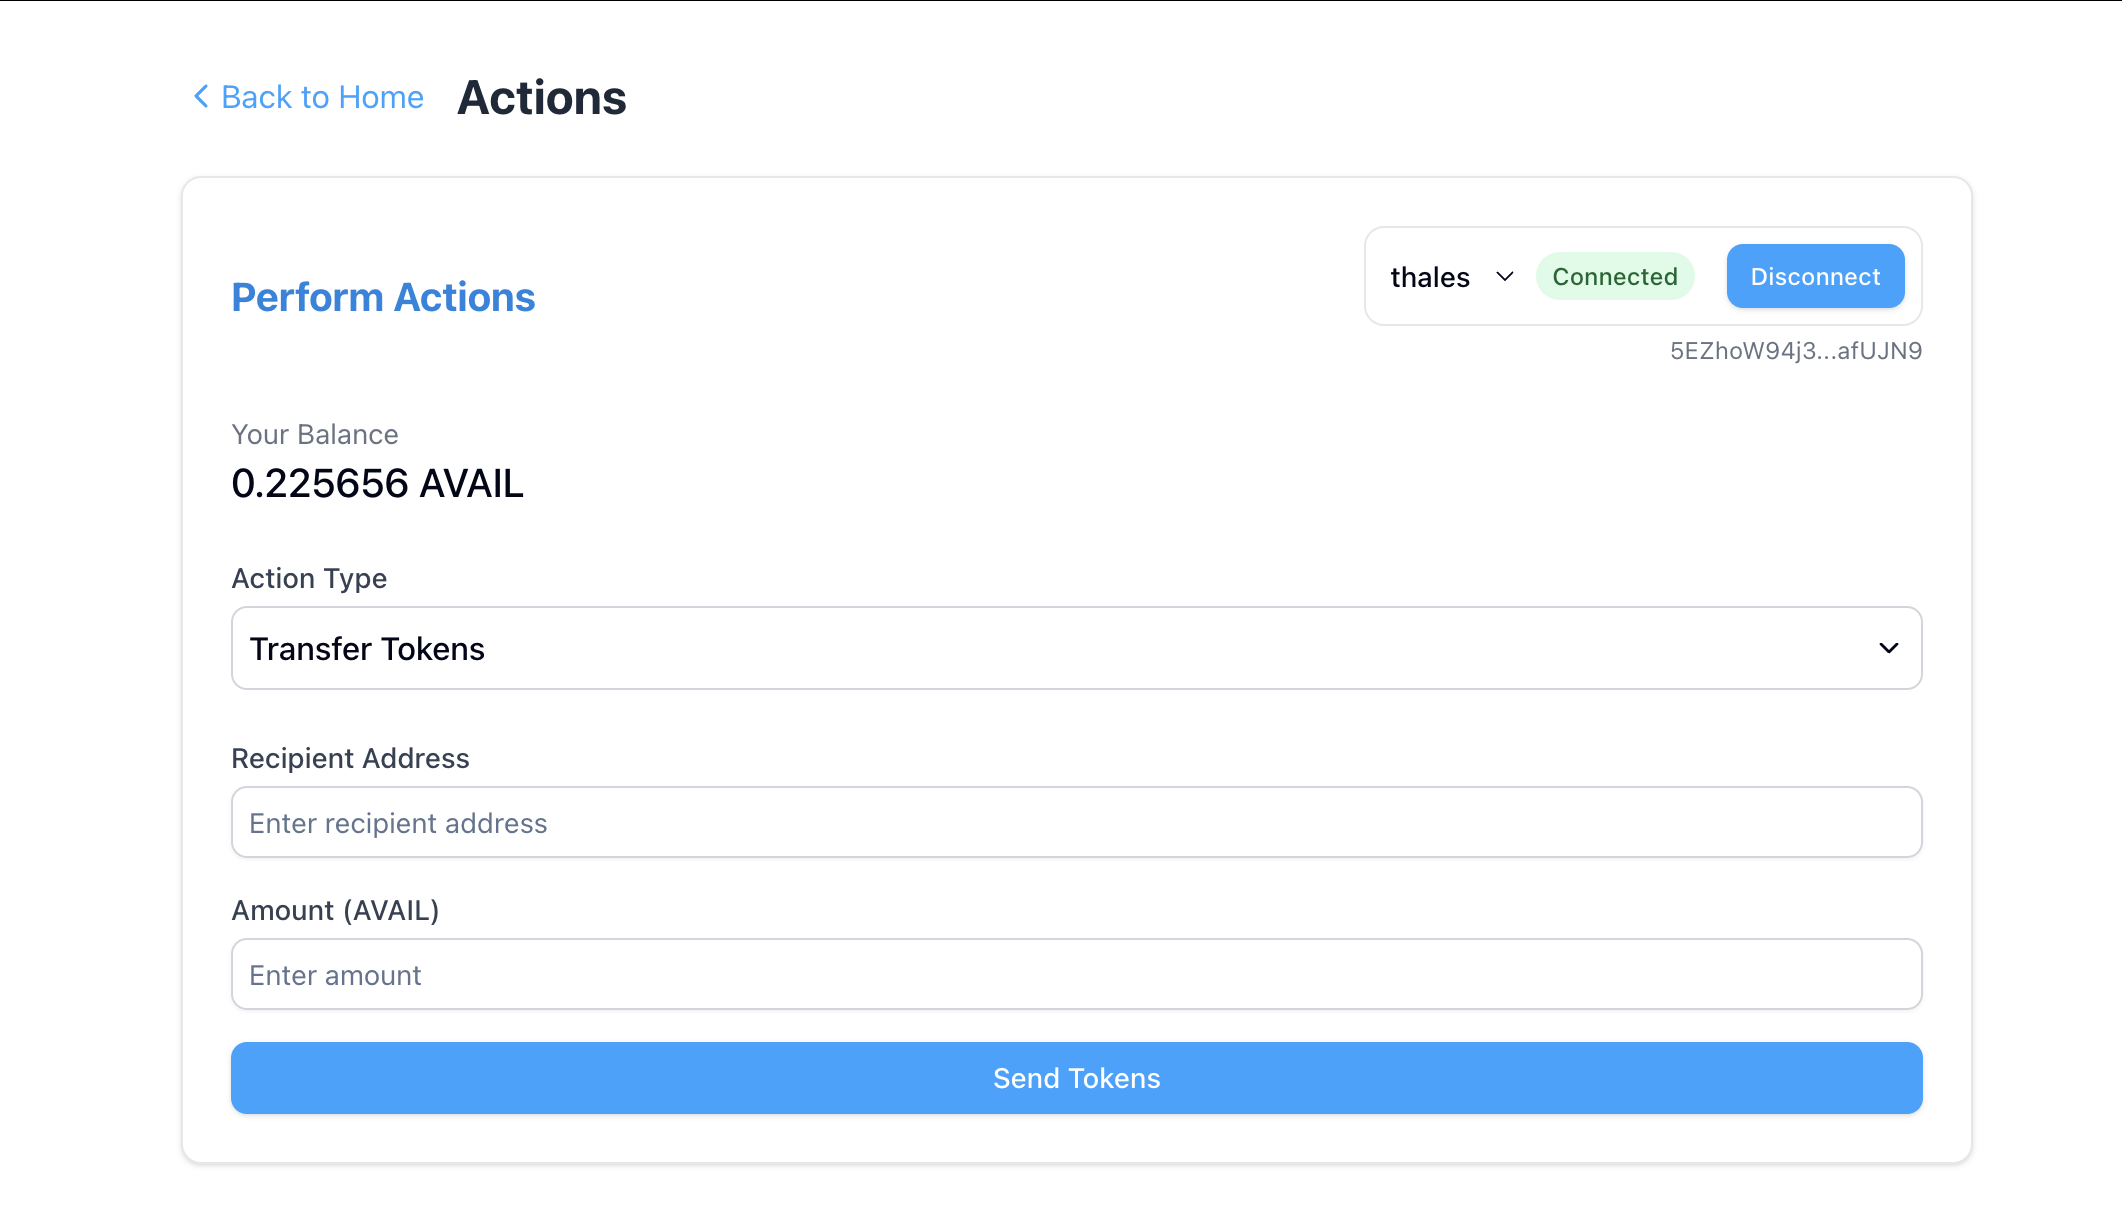 Back to Home
Actions
Perform Actions
thales
Connected
Disconnect
5EZhoW94j3...afUJN9
Your Balance
0.225656 AVAIL
Action Type
Transfer Tokens
Recipient Address
Enter recipient address
Amount (AVAIL)
Enter amount
Send Tokens